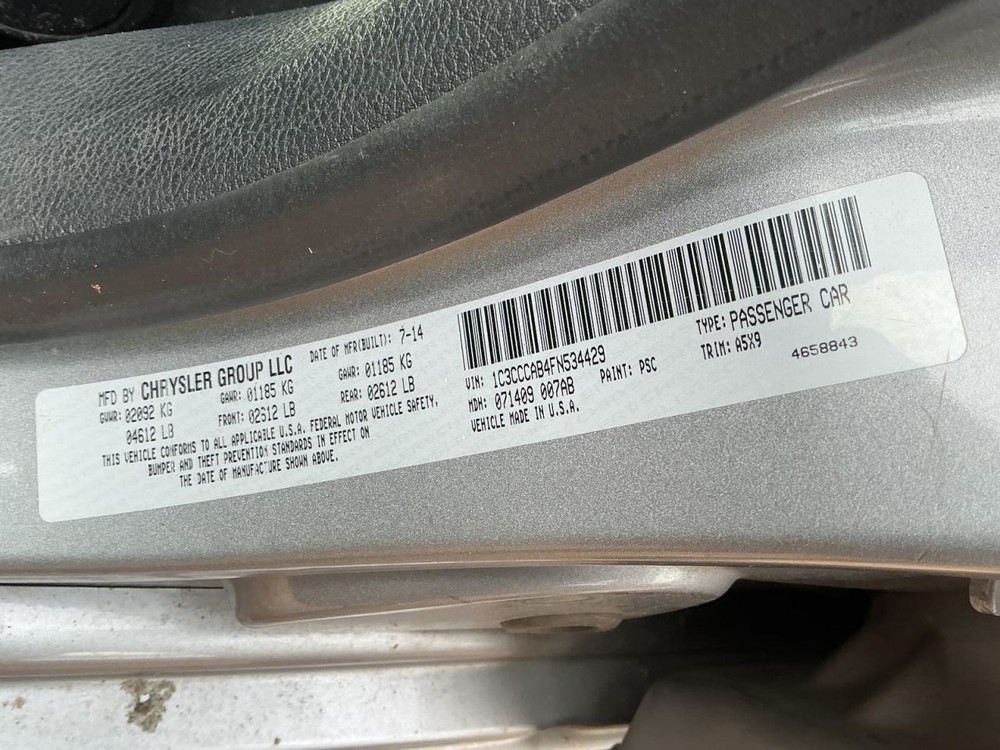 MFD BY CHRYSLER GROUP LLC DATE OF MFR(BUILT): 7-14
GVWR: 02092 KG GAWR: 01185 KG GAWR: 01185 KG
04612 LB FRONT: 02612 LB REAR: 02612 LB
THIS VEHICLE CONFORMS TO ALL APPLICABLE U.S.A. FEDERAL MOTOR VEHICLE SAFETY,
BUMPER AND THEFT PREVENTION STANDARDS IN EFFECT ON
THE DATE OF MANUFACTURE SHOWN ABOVE.
VIN: 1C3CCCAB4FN534429 TYPE: PASSENGER CAR
MDH: 071409 007AB PAINT: PSC TRIM: A5X9
VEHICLE MADE IN U.S.A. 4658843